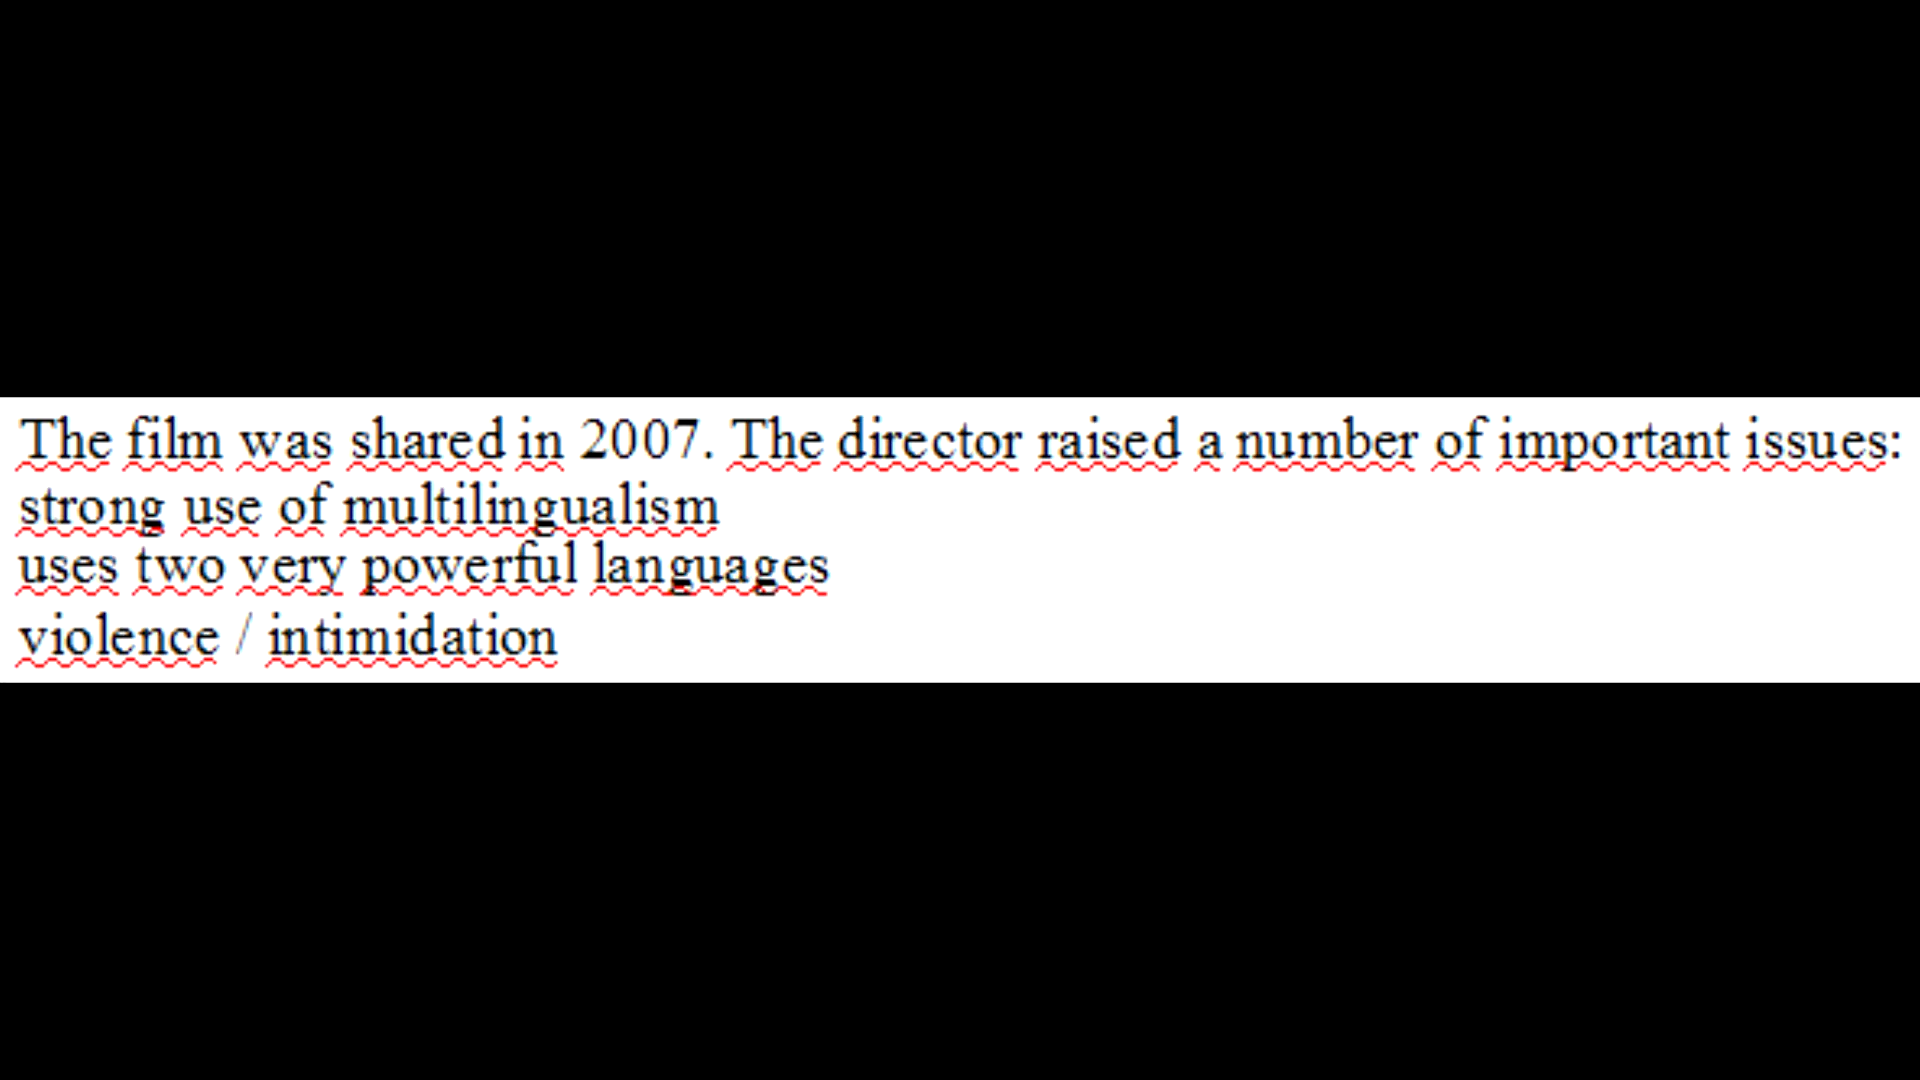 The film was shared in 2007. The director raised a number of important issues:
strong use of multilingualism
uses two very powerful languages
violence / intimidation